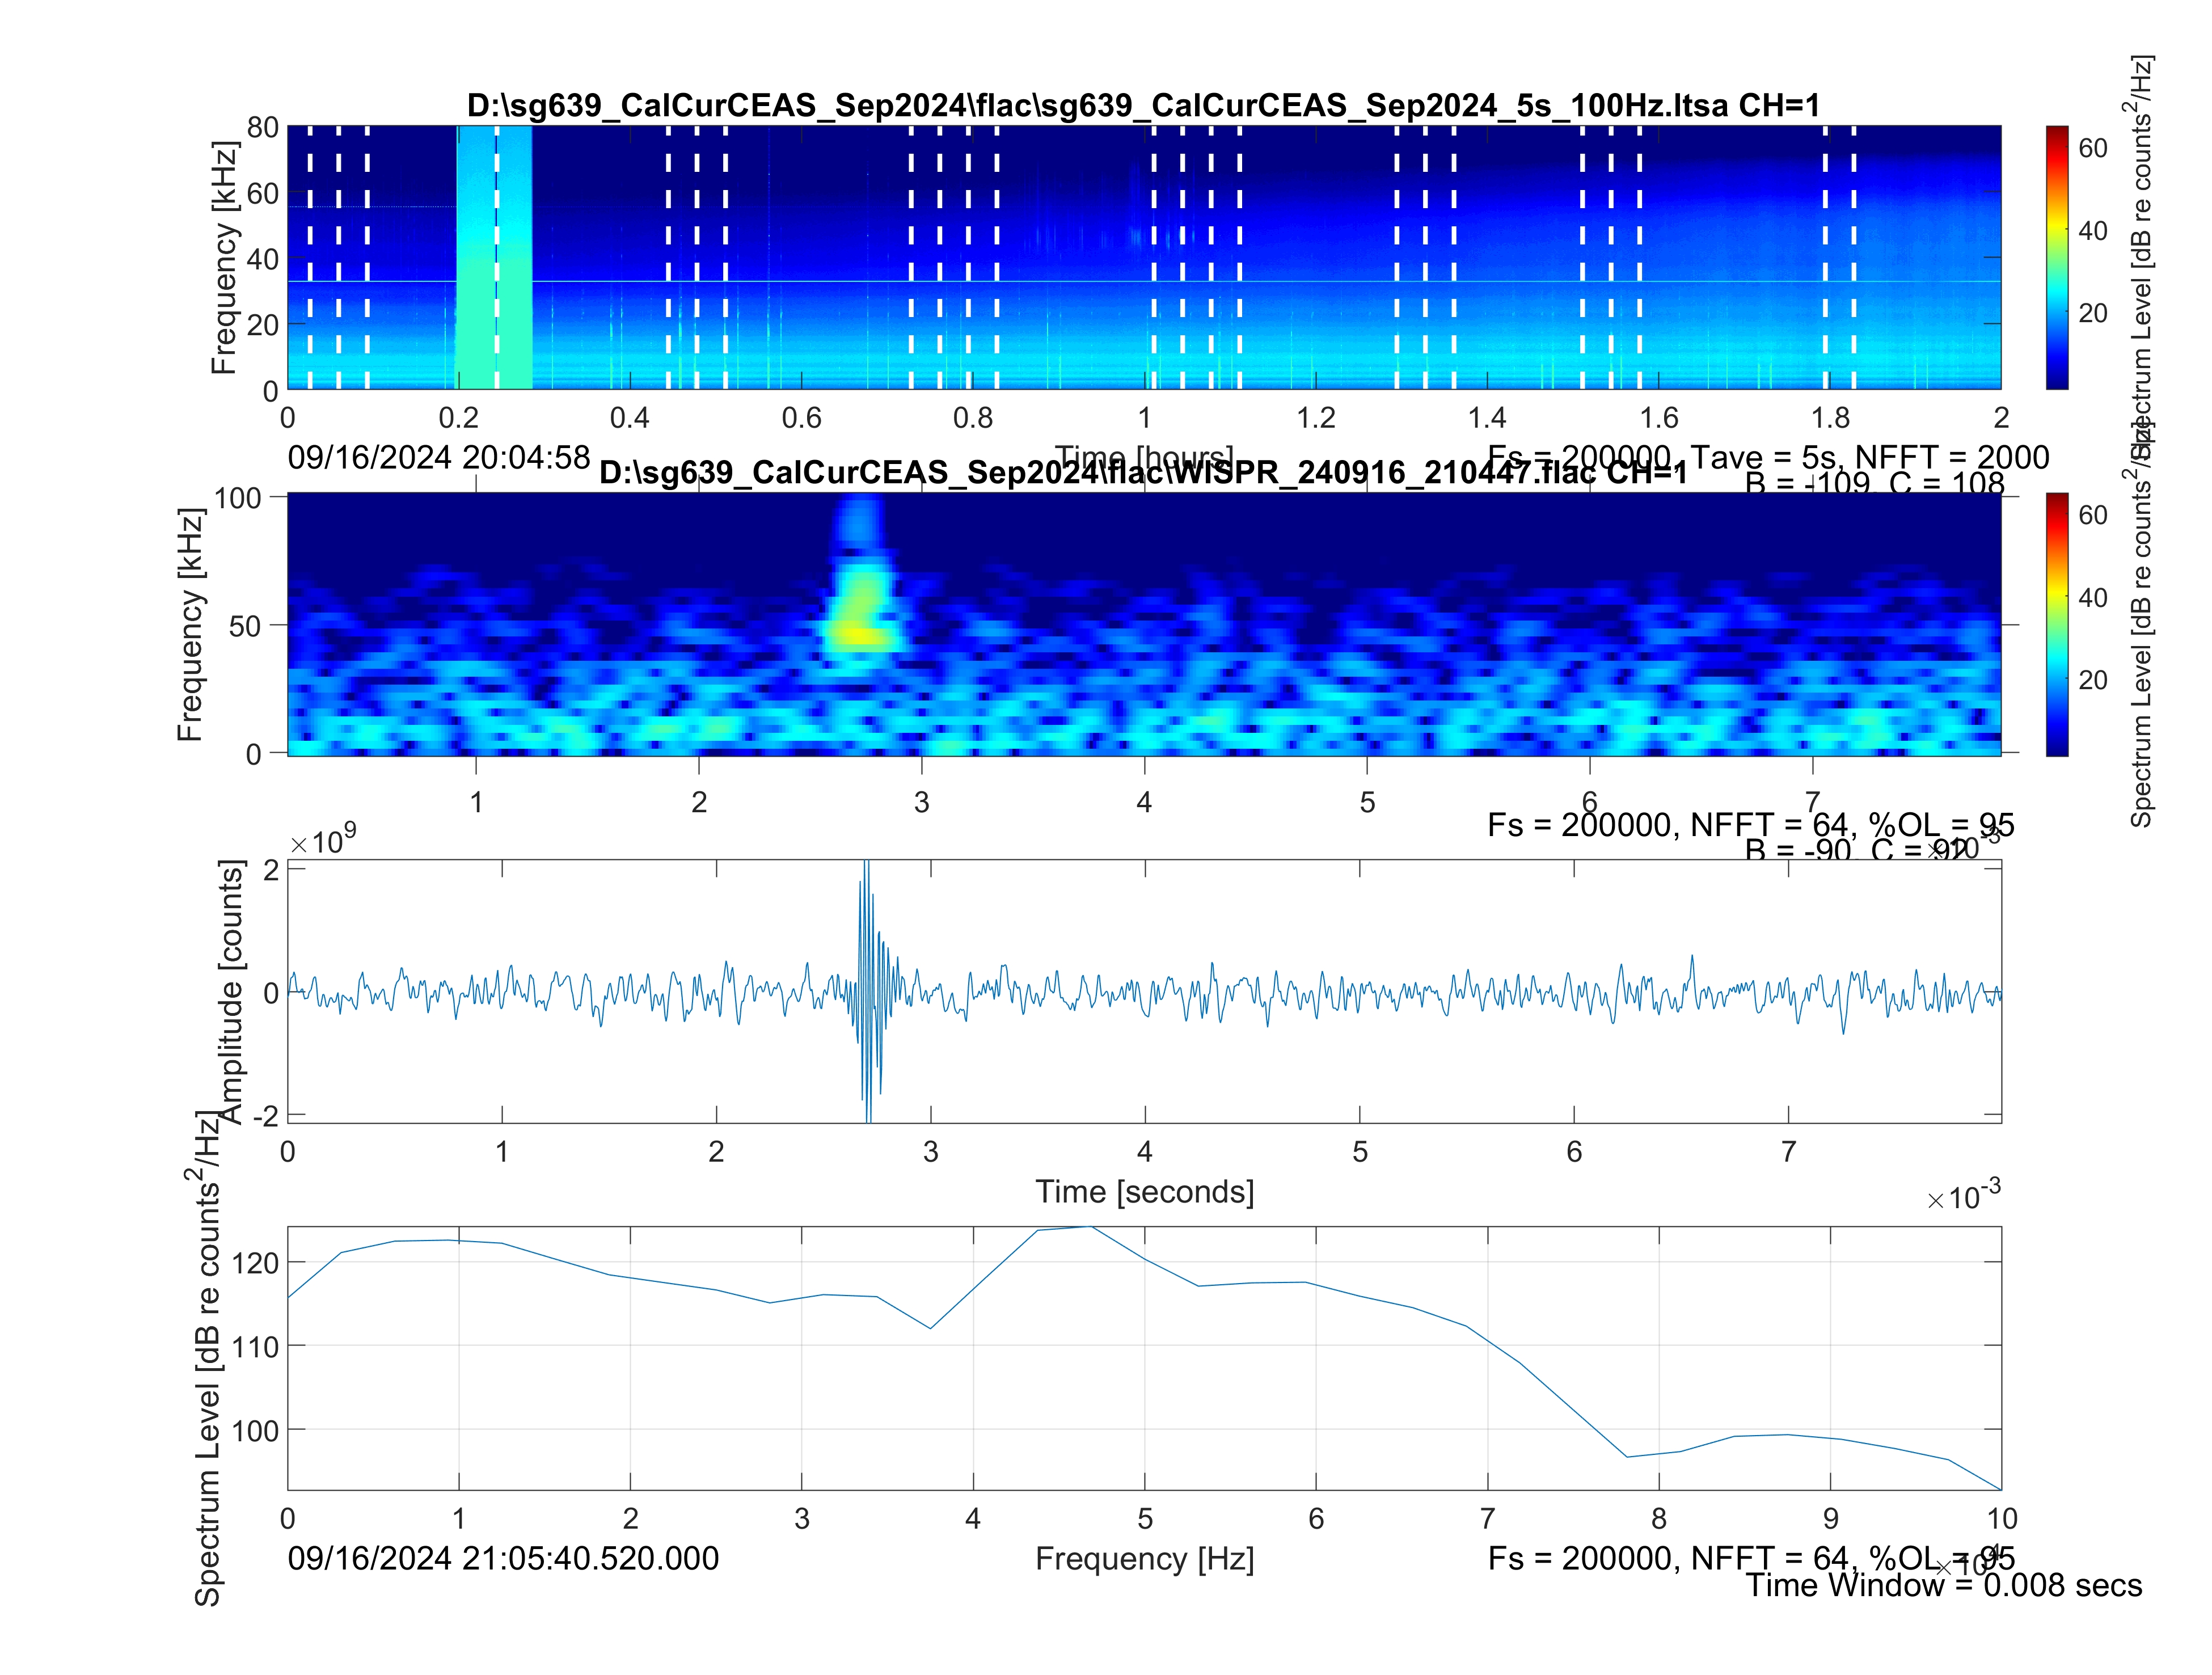 D:\sg639_CalCurCEAS_Sep2024\flac\sg639_CalCurCEAS_Sep2024_5s_100Hz.ltsa CH=1
Frequency [kHz]
80
60
40
20
0
0 0.2 0.4 0.6 0.8 1 1.2 1.4 1.6 1.8 2
Time [hours]
09/16/2024 20:04:58
Fs = 200000, Tave = 5s, NFFT = 2000
B = -109, C = 108
60
40
20
Spectrum Level [dB re counts²/Hz]
D:\sg639_CalCurCEAS_Sep2024\flac\WISPR_240916_210447.flac CH=1
Frequency [kHz]
100
50
0
1 2 3 4 5 6 7
×10⁻³
Fs = 200000, NFFT = 64, %OL = 95
B = -90, C = 92
60
40
20
Spectrum Level [dB re counts²/Hz]
×10⁹
Amplitude [counts]
2
0
-2
0 1 2 3 4 5 6 7
Time [seconds]
×10⁻³
Spectrum Level [dB re counts²/Hz]
120
110
100
0 1 2 3 4 5 6 7 8 9 10
Frequency [Hz]
×10⁴
09/16/2024 21:05:40.520.000
Fs = 200000, NFFT = 64, %OL = 95
Time Window = 0.008 secs